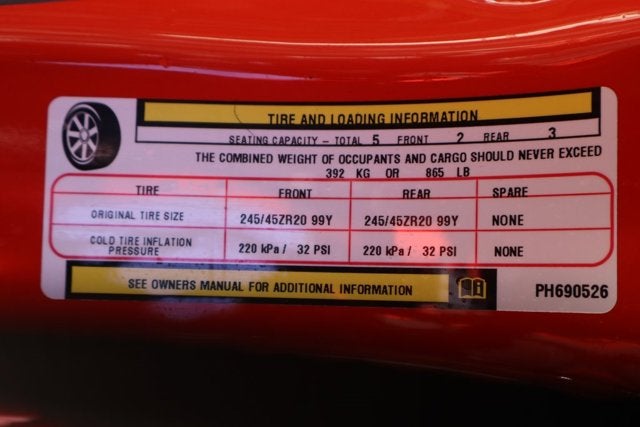 TIRE AND LOADING INFORMATION
SEATING CAPACITY - TOTAL 5 FRONT 2 REAR 3
THE COMBINED WEIGHT OF OCCUPANTS AND CARGO SHOULD NEVER EXCEED
392 KG OR 865 LB
TIRE FRONT REAR SPARE
ORIGINAL TIRE SIZE 245/45ZR20 99Y 245/45ZR20 99Y NONE
COLD TIRE INFLATION
PRESSURE 220 kPa / 32 PSI 220 kPa / 32 PSI NONE
SEE OWNERS MANUAL FOR ADDITIONAL INFORMATION
PH690526